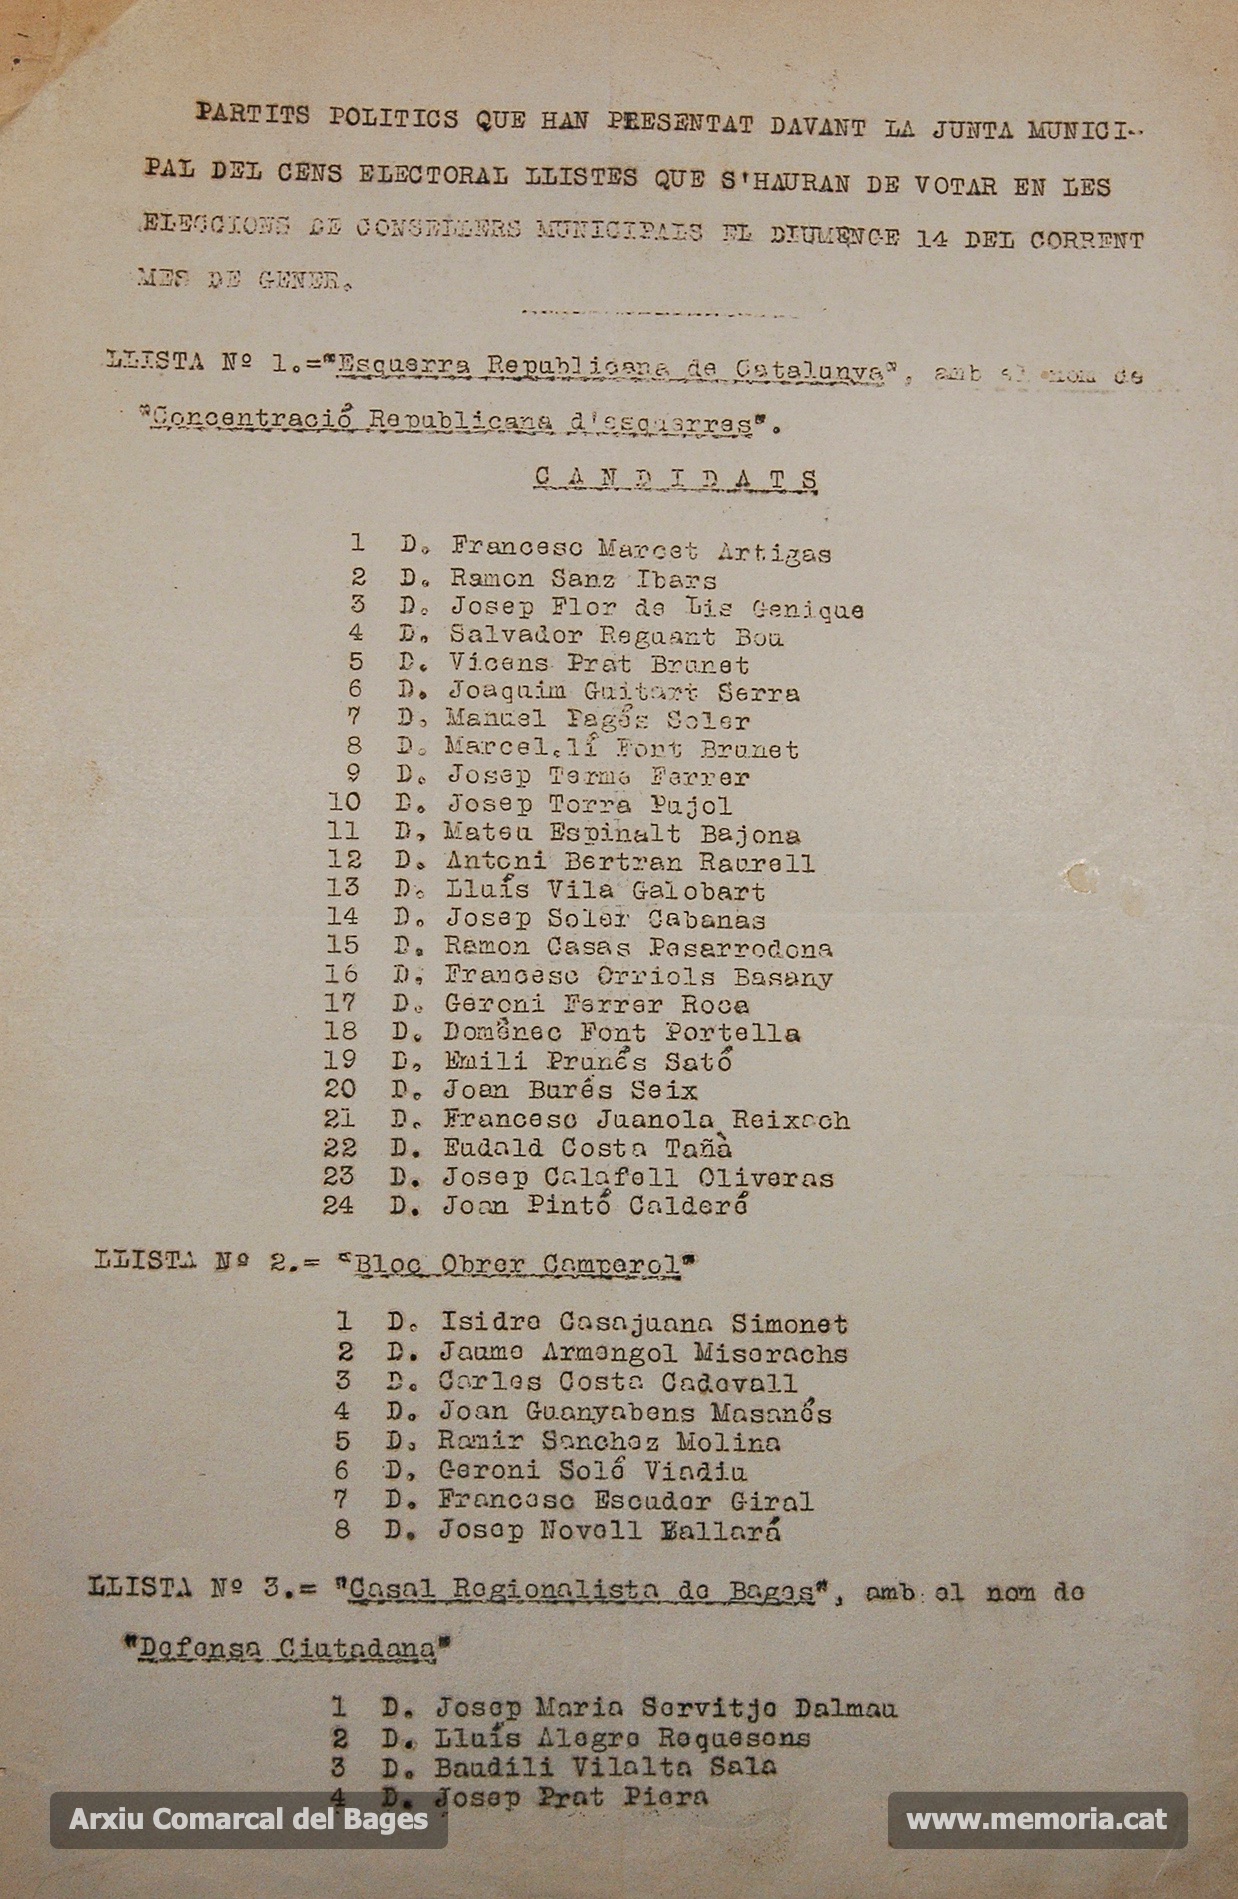 PARTITS POLITICS QUE HAN PRESENTAT DAVANT LA JUNTA MUNICI-
PAL DEL CENS ELECTORAL LLISTES QUE S'HAURAN DE VOTAR EN LES
ELECCIONS DE CONSELLERS MUNICIPALS EL DIUMENGE 14 DEL CORRENT
MES DE GENER.
LLISTA Nº 1.="Esquerra Republicana de Catalunya", amb el nom de
"Concentració Republicana d'esquerres".
C A N D I D A T S
1 D. Francesc Marcet Artigas
2 D. Ramon Sanz Ibars
3 D. Josep Flor de Lis Genique
4 D. Salvador Reguant Bou
5 D. Vicens Prat Brunet
6 D. Joaquim Guitart Serra
7 D. Manuel Pagés Soler
8 D. Marcel.lí Font Brunet
9 D. Josep Terme Ferrer
10 D. Josep Torra Pujol
11 D. Mateu Espinalt Bajona
12 D. Antoni Bertran Raurell
13 D. Lluís Vila Galobart
14 D. Josep Soler Cabanas
15 D. Ramon Casas Pesarrodona
16 D. Francesc Orriols Basany
17 D. Geroni Ferrer Roca
18 D. Domènec Font Portella
19 D. Emili Prunés Sató
20 D. Joan Burés Seix
21 D. Francesc Juanola Reixach
22 D. Eudald Costa Tañà
23 D. Josep Calafell Oliveras
24 D. Joan Pintó Calderó
LLISTA Nº 2.= "Bloc Obrer Camperol"
1 D. Isidre Casajuana Simonet
2 D. Jaume Armengol Miserachs
3 D. Carles Costa Cadevall
4 D. Joan Guanyabens Masanés
5 D. Ramir Sanchez Molina
6 D. Geroni Solé Viadiu
7 D. Francesc Escuder Giral
8 D. Josep Novell Ballará
LLISTA Nº 3.= "Casal Regionalista de Bages", amb el nom de
"Defensa Ciutadana"
1 D. Josep Maria Servitje Dalmau
2 D. Lluís Alegre Requesens
3 D. Baudili Vilalta Sala
4 D. Josep Prat Piera
Arxiu Comarcal del Bages
www.memoria.cat